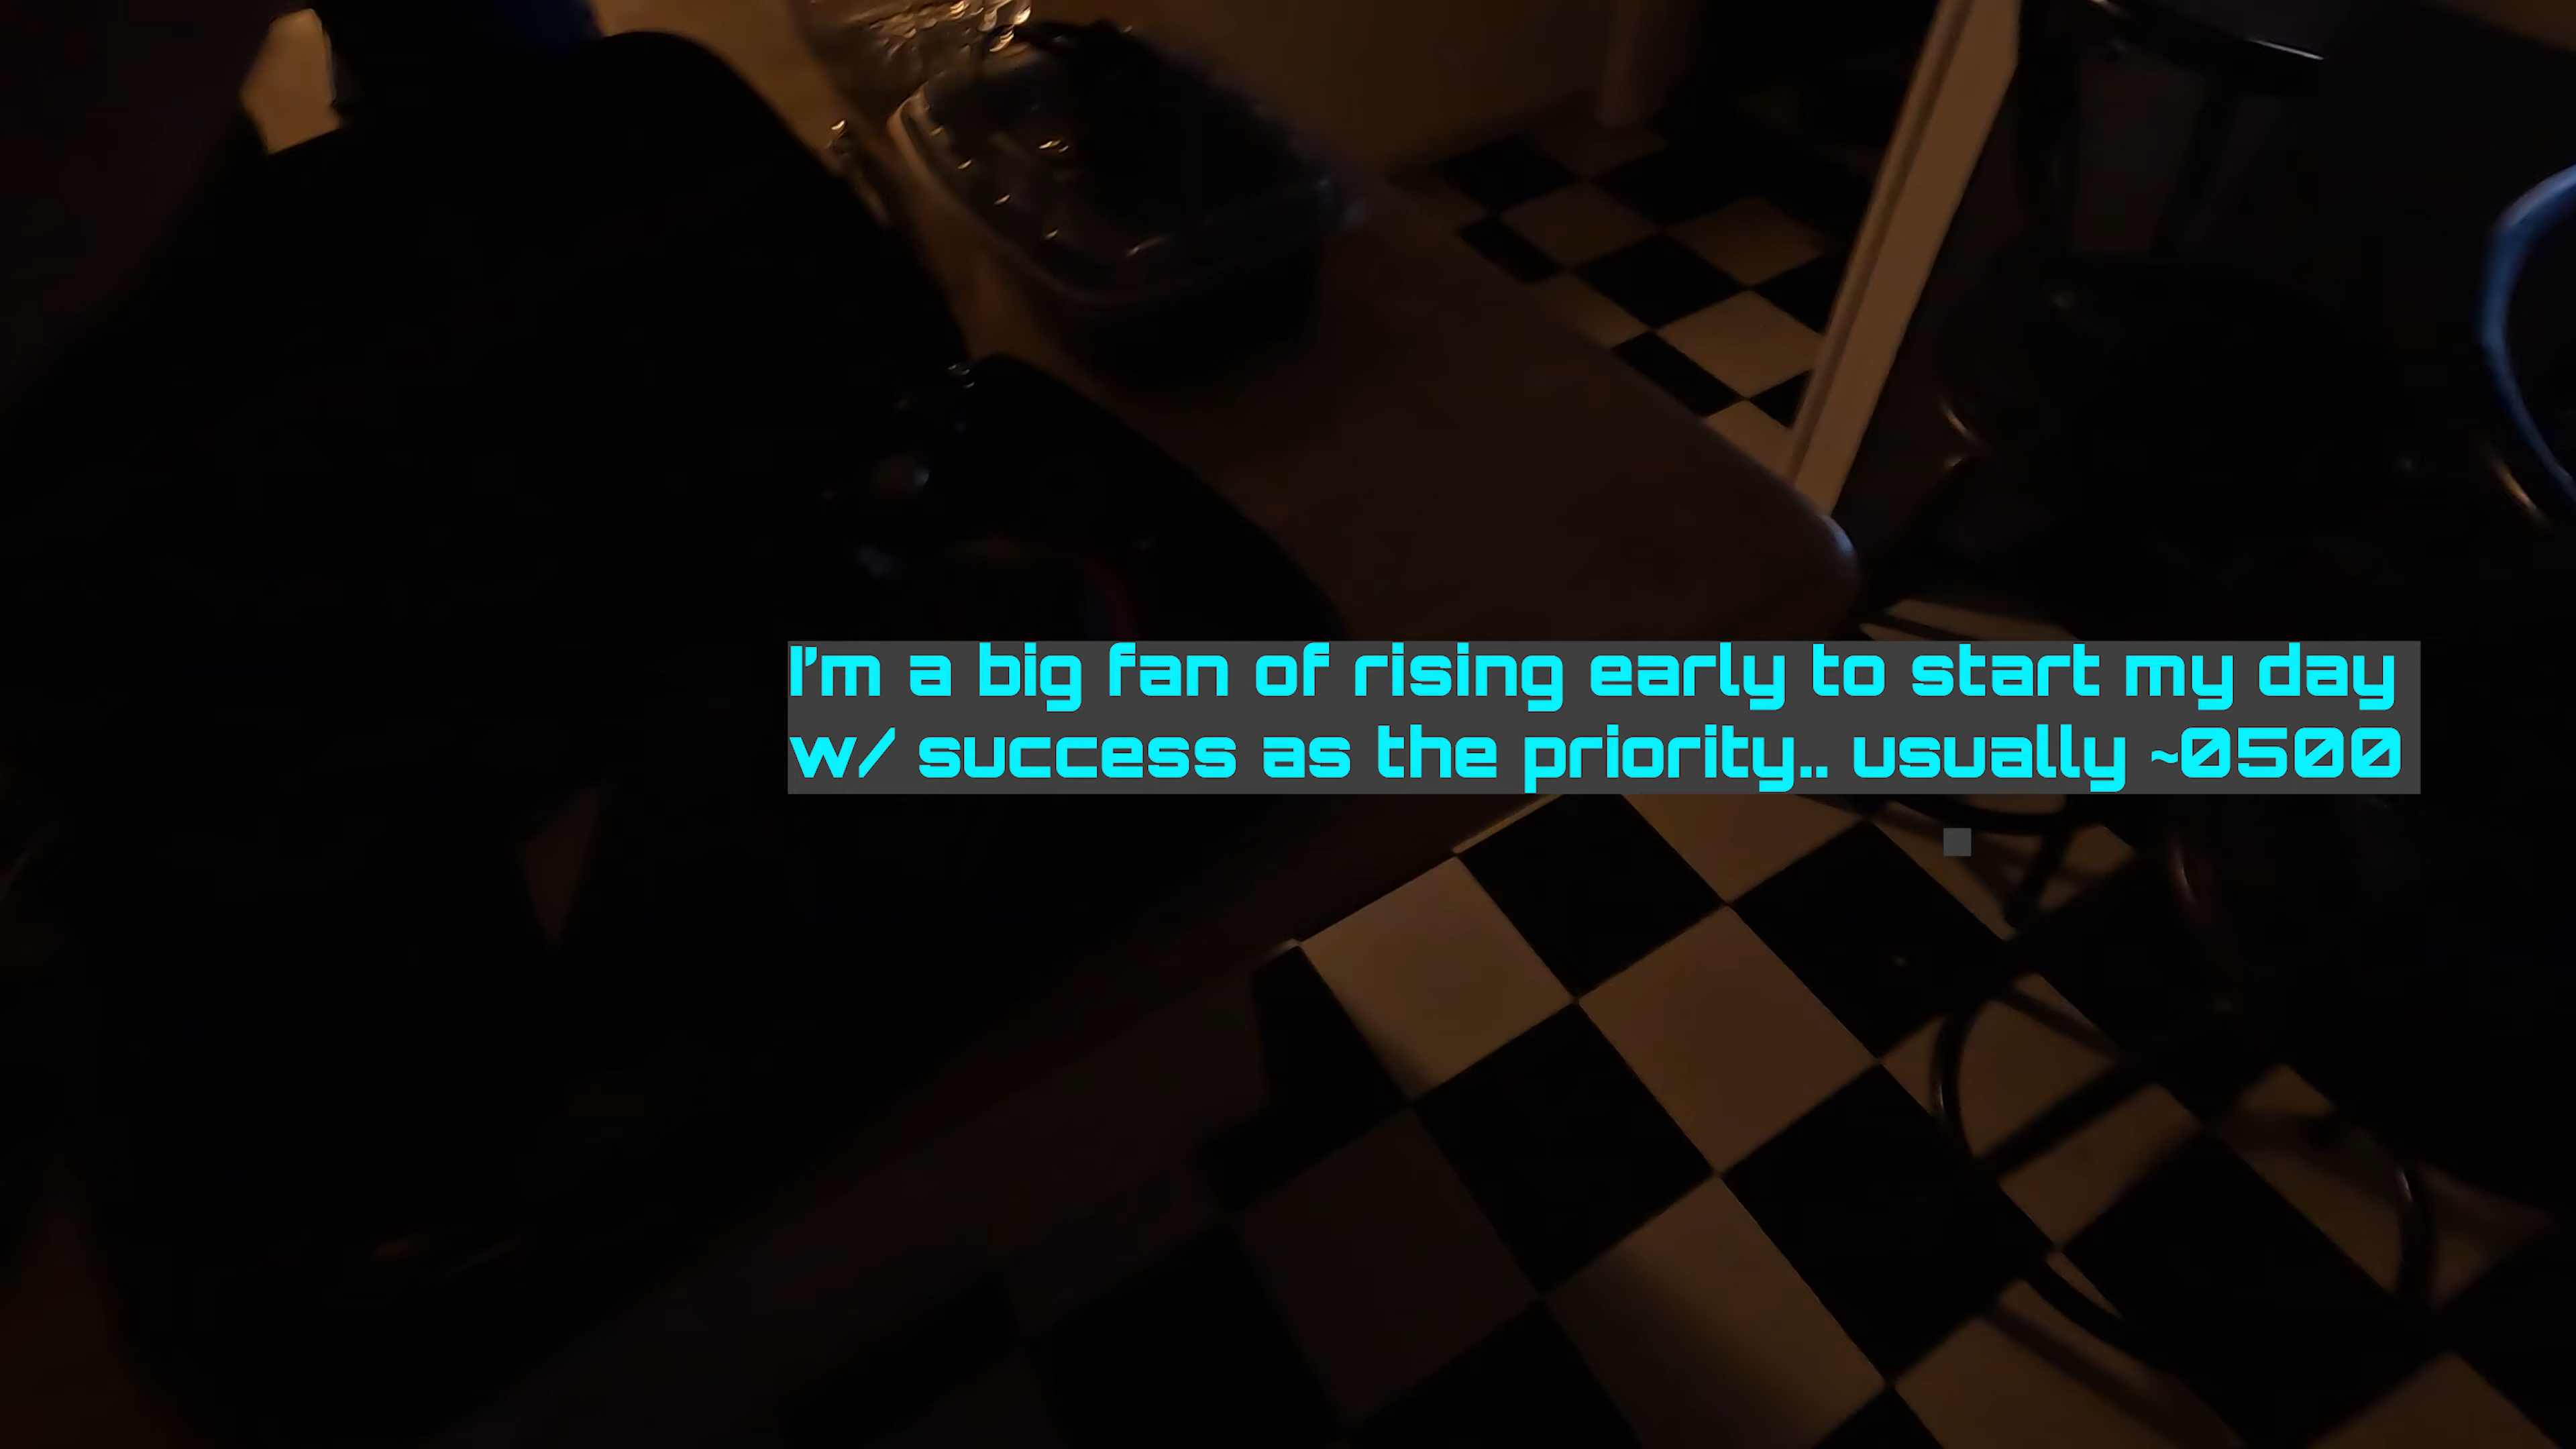 I'm a big fan of rising early to start my day
w/ success as the priority.. usually ~0500